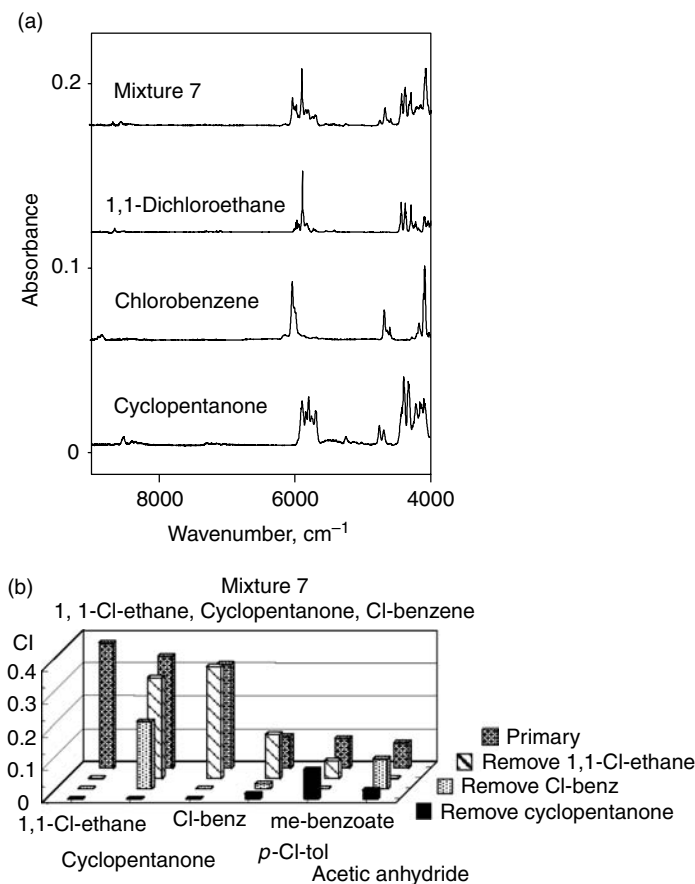 (a)
0.2
Mixture 7
1,1-Dichloroethane
Absorbance
0.1
Chlorobenzene
Cyclopentanone
0
8000 6000 4000
Wavenumber, cm⁻¹
(b)
Mixture 7
1, 1-Cl-ethane, Cyclopentanone, Cl-benzene
CI
0.4
0.3
0.2
0.1
0
Primary
Remove 1,1-Cl-ethane
Remove Cl-benz
Remove cyclopentanone
1,1-Cl-ethane Cl-benz me-benzoate
Cyclopentanone p-Cl-tol
Acetic anhydride